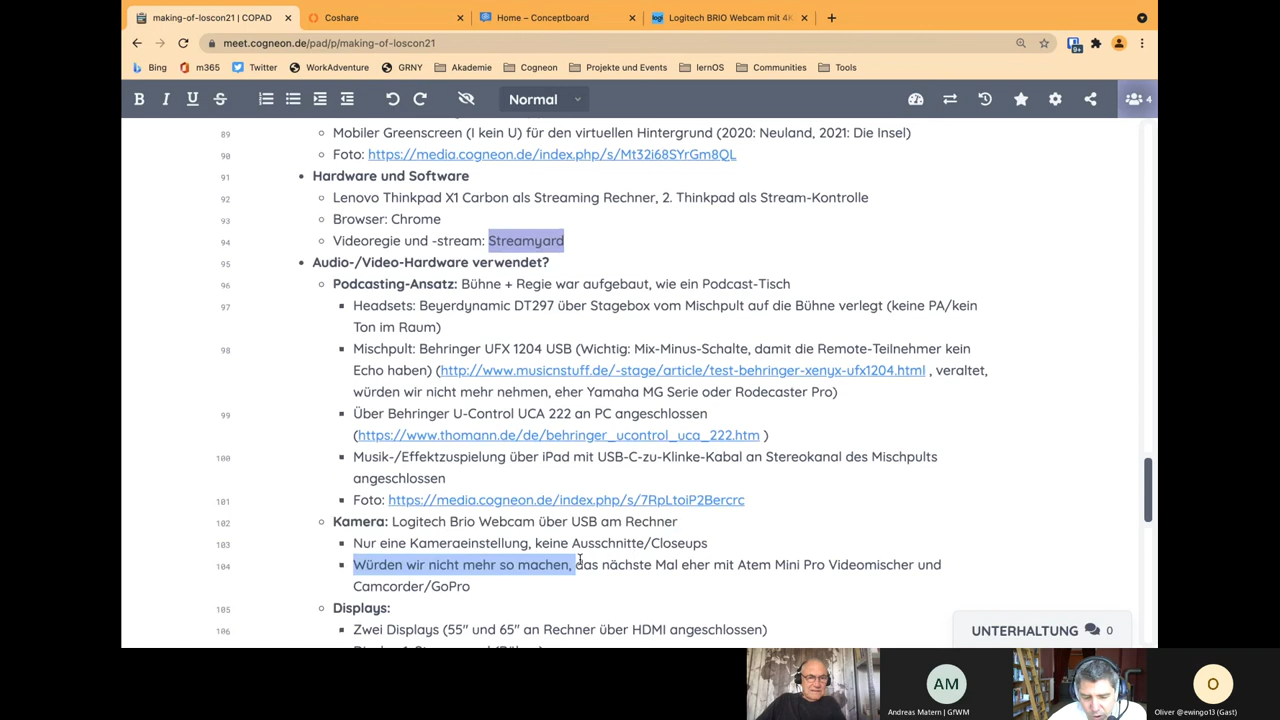 making-of-loscon21 | COPAD
Coshare
Home – Conceptboard
Logitech BRIO Webcam mit 4K
meet.cogneon.de/pad/p/making-of-loscon21
9+
Bing
m365
Twitter
WorkAdventure
GRNY
Akademie
Cogneon
Projekte und Events
lernOS
Communities
Tools
B I U S Normal 4
89 Mobiler Greenscreen (I kein U) für den virtuellen Hintergrund (2020: Neuland, 2021: Die Insel)
90 Foto: https://media.cogneon.de/index.php/s/Mt32i68SYrGm8QL
91 Hardware und Software
92 Lenovo Thinkpad X1 Carbon als Streaming Rechner, 2. Thinkpad als Stream-Kontrolle
93 Browser: Chrome
94 Videoregie und -stream: Streamyard
95 Audio-/Video-Hardware verwendet?
96 Podcasting-Ansatz: Bühne + Regie war aufgebaut, wie ein Podcast-Tisch
97 Headsets: Beyerdynamic DT297 über Stagebox vom Mischpult auf die Bühne verlegt (keine PA/kein
Ton im Raum)
98 Mischpult: Behringer UFX 1204 USB (Wichtig: Mix-Minus-Schalte, damit die Remote-Teilnehmer kein
Echo haben) (http://www.musicnstuff.de/-stage/article/test-behringer-xenyx-ufx1204.html , veraltet,
würden wir nicht mehr nehmen, eher Yamaha MG Serie oder Rodecaster Pro)
99 Über Behringer U-Control UCA 222 an PC angeschlossen
(https://www.thomann.de/de/behringer_ucontrol_uca_222.htm )
100 Musik-/Effektzuspielung über iPad mit USB-C-zu-Klinke-Kabal an Stereokanal des Mischpults
angeschlossen
101 Foto: https://media.cogneon.de/index.php/s/7RpLtoiP2Bercrc
102 Kamera: Logitech Brio Webcam über USB am Rechner
103 Nur eine Kameraeinstellung, keine Ausschnitte/Closeups
104 Würden wir nicht mehr so machen, das nächste Mal eher mit Atem Mini Pro Videomischer und
Camcorder/GoPro
105 Displays:
106 Zwei Displays (55" und 65" an Rechner über HDMI angeschlossen)
UNTERHALTUNG 0
AM
Andreas Matern | GfWM
O
Oliver @ewingo13 (Gast)